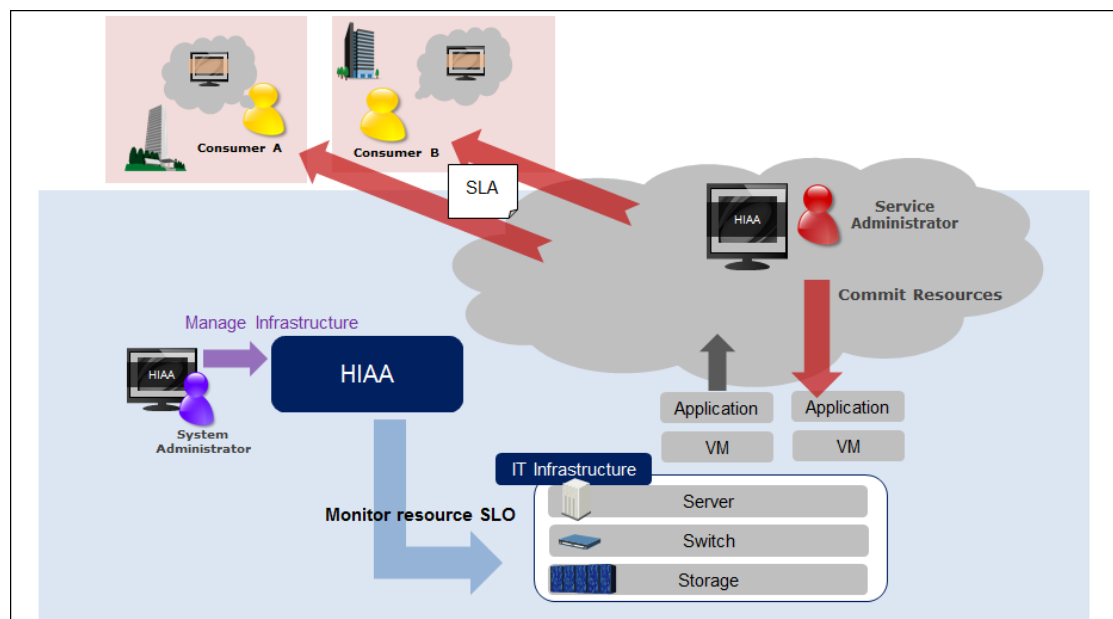 Consumer A
Consumer B
SLA
HIAA
Service
Administrator
Commit Resources
Manage Infrastructure
HIAA
HIAA
System
Administrator
Application
Application
VM
VM
IT Infrastructure
Server
Monitor resource SLO
Switch
Storage